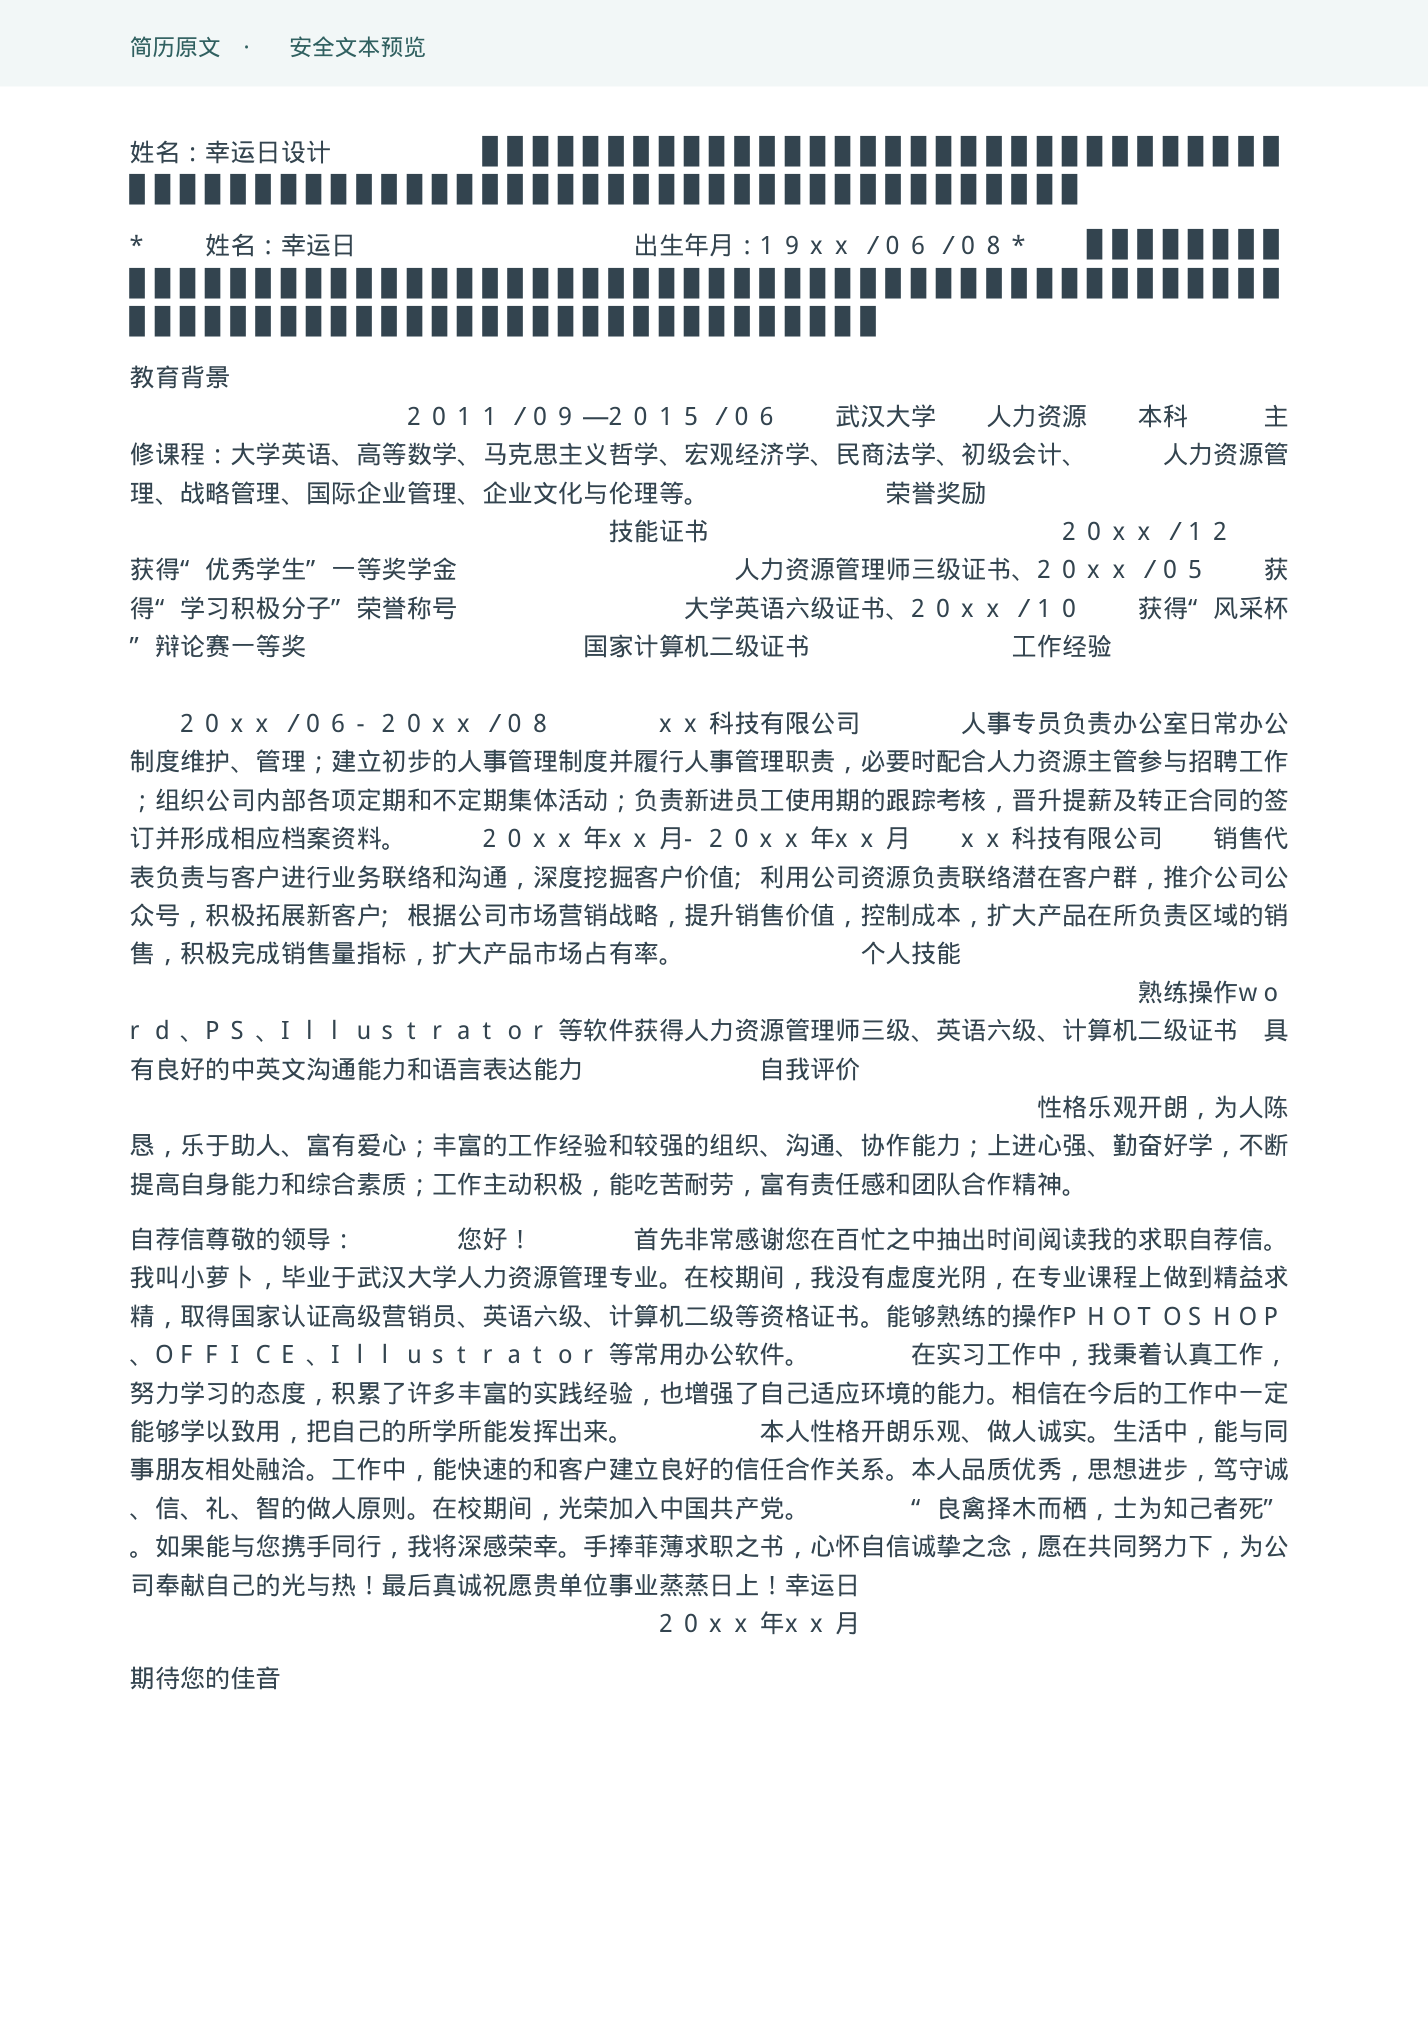 简历原文 · 安全文本预览
姓名:幸运日设计
* 姓名:幸运日 出生年月:19xx/06/08*
教育背景
2011/09—2015/06 武汉大学 人力资源 本科 主
修课程:大学英语、高等数学、马克思主义哲学、宏观经济学、民商法学、初级会计、 人力资源管
理、战略管理、国际企业管理、企业文化与伦理等。 荣誉奖励
技能证书 20xx/12
获得“优秀学生”一等奖学金 人力资源管理师三级证书、20xx/05 获
得“学习积极分子”荣誉称号 大学英语六级证书、20xx/10 获得“风采杯
”辩论赛一等奖 国家计算机二级证书 工作经验
20xx/06-20xx/08 xx科技有限公司 人事专员负责办公室日常办公
制度维护、管理;建立初步的人事管理制度并履行人事管理职责,必要时配合人力资源主管参与招聘工作
;组织公司内部各项定期和不定期集体活动;负责新进员工使用期的跟踪考核,晋升提薪及转正合同的签
订并形成相应档案资料。 20xx年xx月-20xx年xx月 xx科技有限公司 销售代
表负责与客户进行业务联络和沟通,深度挖掘客户价值;利用公司资源负责联络潜在客户群,推介公司公
众号,积极拓展新客户;根据公司市场营销战略,提升销售价值,控制成本,扩大产品在所负责区域的销
售,积极完成销售量指标,扩大产品市场占有率。 个人技能
熟练操作wo
rd、PS、Illustrator等软件获得人力资源管理师三级、英语六级、计算机二级证书 具
有良好的中英文沟通能力和语言表达能力 自我评价
性格乐观开朗,为人陈
恳,乐于助人、富有爱心;丰富的工作经验和较强的组织、沟通、协作能力;上进心强、勤奋好学,不断
提高自身能力和综合素质;工作主动积极,能吃苦耐劳,富有责任感和团队合作精神。
自荐信尊敬的领导: 您好! 首先非常感谢您在百忙之中抽出时间阅读我的求职自荐信。
我叫小萝卜,毕业于武汉大学人力资源管理专业。在校期间,我没有虚度光阴,在专业课程上做到精益求
精,取得国家认证高级营销员、英语六级、计算机二级等资格证书。能够熟练的操作PHOTOSHOP
、OFFICE、Illustrator等常用办公软件。 在实习工作中,我秉着认真工作,
努力学习的态度,积累了许多丰富的实践经验,也增强了自己适应环境的能力。相信在今后的工作中一定
能够学以致用,把自己的所学所能发挥出来。 本人性格开朗乐观、做人诚实。生活中,能与同
事朋友相处融洽。工作中,能快速的和客户建立良好的信任合作关系。本人品质优秀,思想进步,笃守诚
、信、礼、智的做人原则。在校期间,光荣加入中国共产党。 “良禽择木而栖,士为知己者死”
。如果能与您携手同行,我将深感荣幸。手捧菲薄求职之书,心怀自信诚挚之念,愿在共同努力下,为公
司奉献自己的光与热!最后真诚祝愿贵单位事业蒸蒸日上!幸运日
20xx年xx月
期待您的佳音